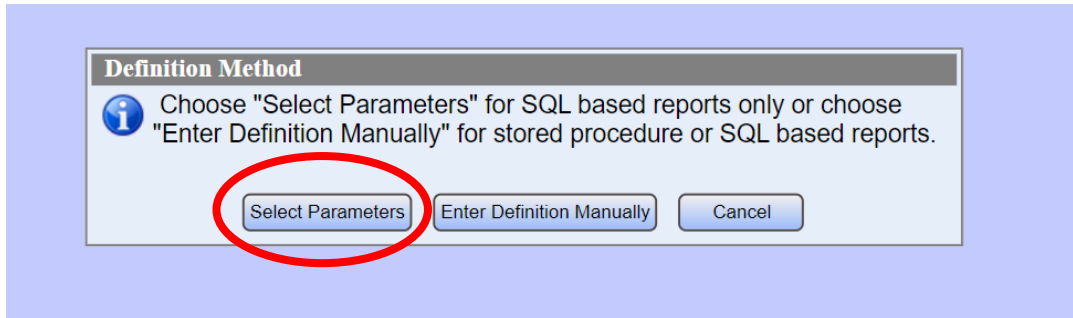 Definition Method
Choose "Select Parameters" for SQL based reports only or choose
"Enter Definition Manually" for stored procedure or SQL based reports.
Select Parameters Enter Definition Manually Cancel